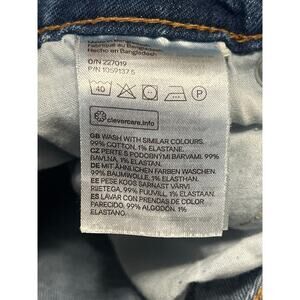 Made in Bangladesh
Fabriqué au Bangladesh
Hecho en Bangladesh
O/N 227019
P/N 1059137 5
40
P
clevercare.info
GB WASH WITH SIMILAR COLOURS.
99% COTTON, 1% ELASTANE.
CZ PERTE S PODOBNÝMI BARVAMI. 99%
BAVLNA, 1% ELASTAN.
DE MIT ÄHNLICHEN FARBEN WASCHEN.
99% BAUMWOLLE, 1% ELASTHAN.
EE PESE KOOS SARNAST VÄRVI
RIIETEGA. 99% PUUVILL, 1% ELASTAAN.
ES LAVAR CON PRENDAS DE COLOR
PARECIDO. 99% ALGODÓN, 1%
ELASTANO.